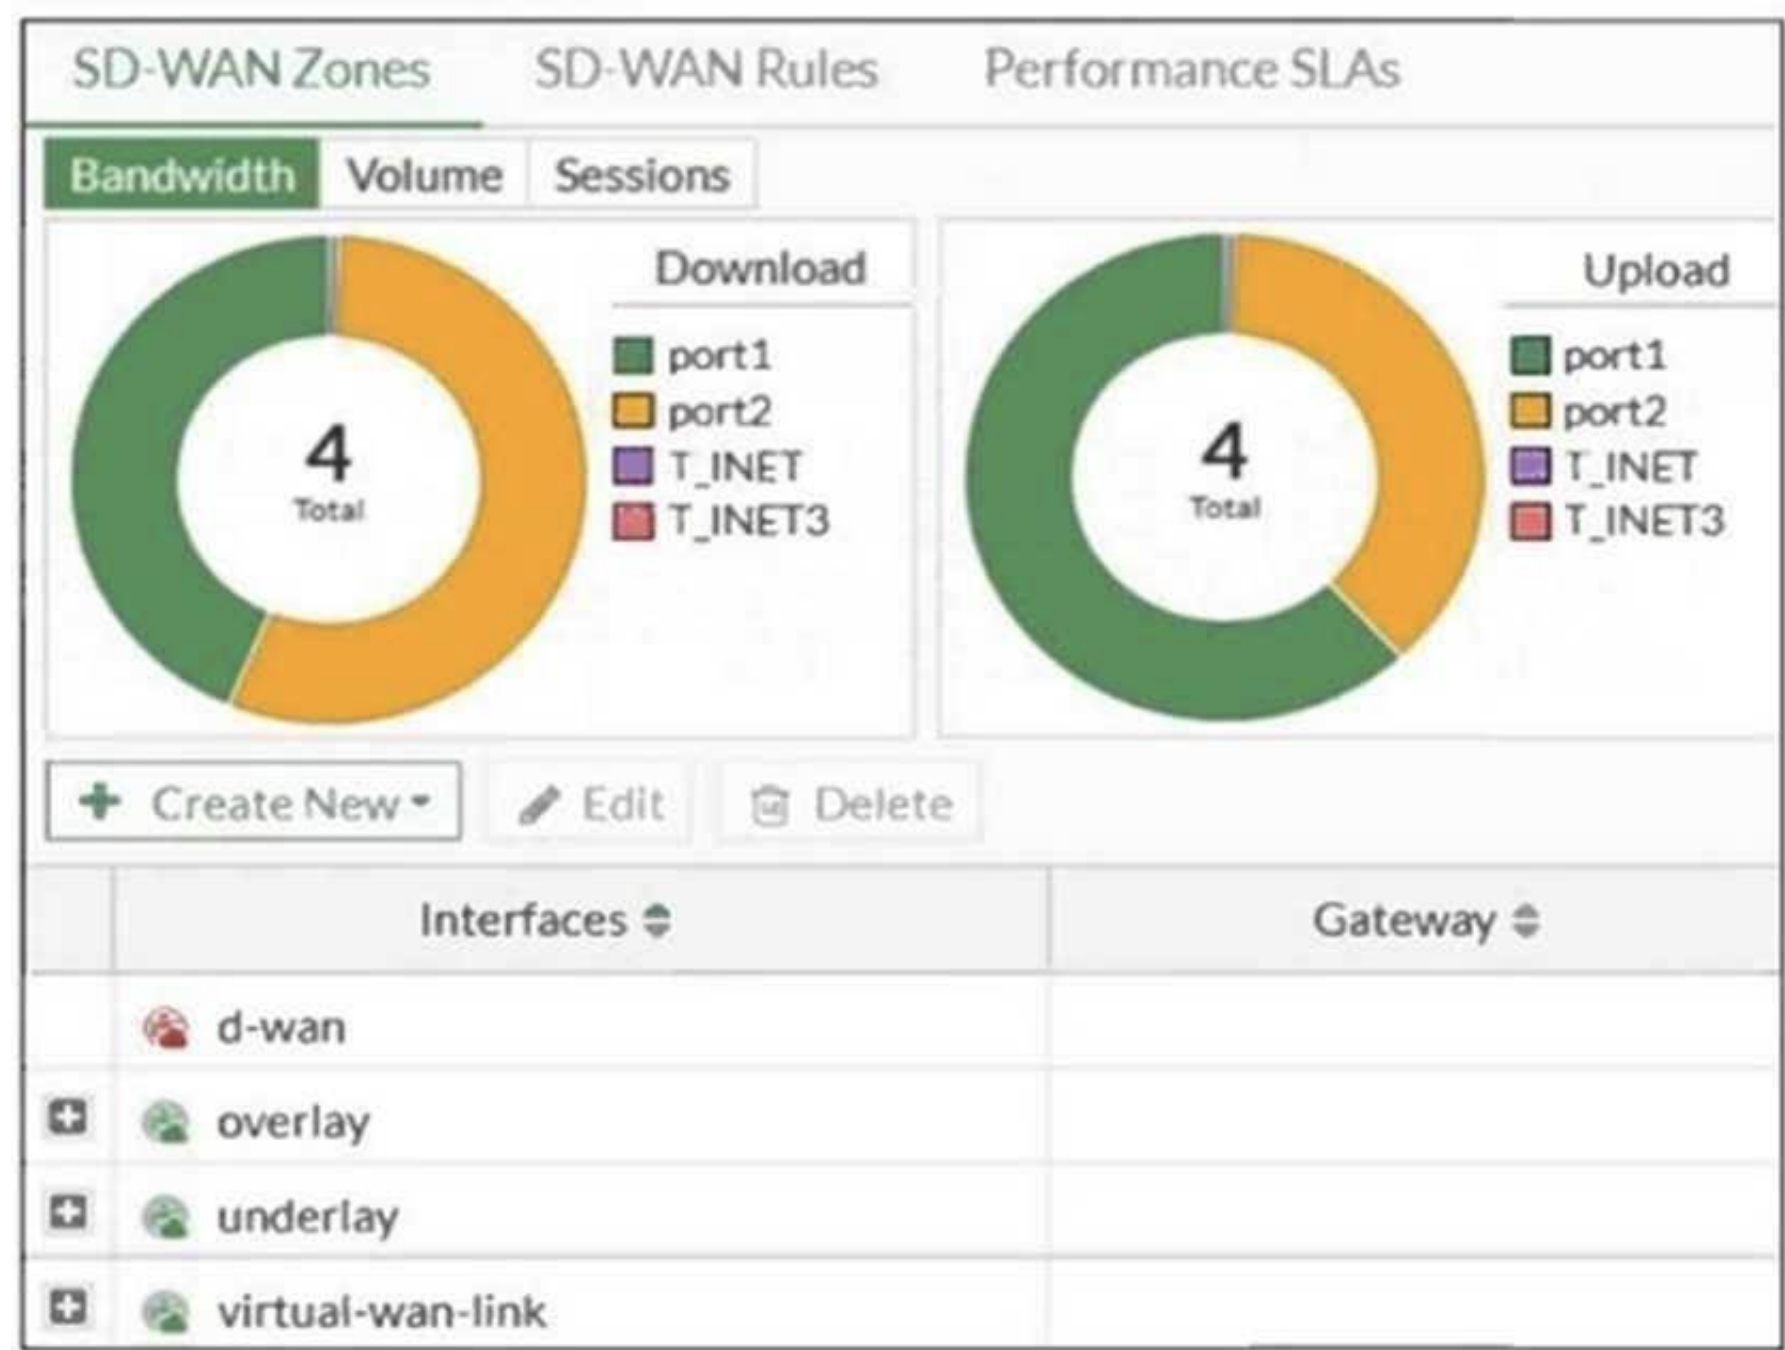 SD-WAN Zones SD-WAN Rules Performance SLAs
Bandwidth Volume Sessions
Download
port1
port2
T_INET
T_INET3
4
Total
Upload
port1
port2
T_INET
T_INET3
4
Total
Create New Edit Delete
Interfaces Gateway
d-wan
overlay
underlay
virtual-wan-link